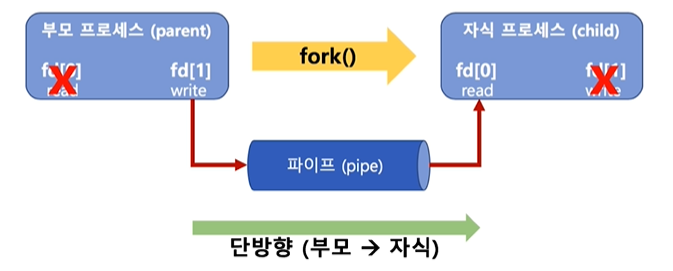 부모 프로세스 (parent)
fd[0]
read
fd[1]
write
fork()
자식 프로세스 (child)
fd[0]
read
fd[1]
write
파이프 (pipe)
단방향 (부모 → 자식)